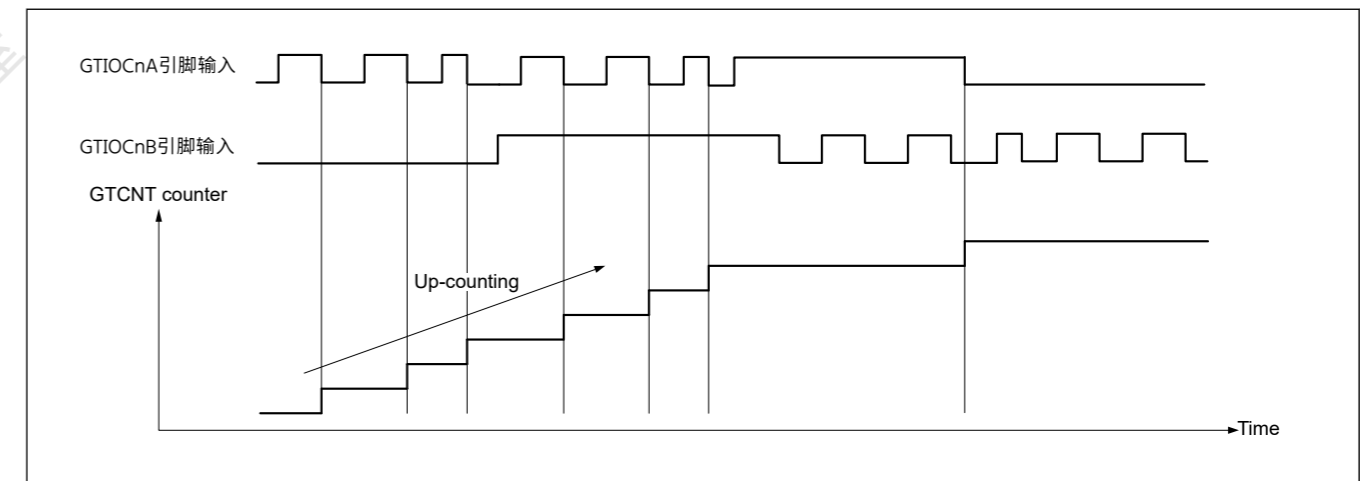 GTIOCnA引脚输入
GTIOCnB引脚输入
GTCNT counter
Up-counting
Time